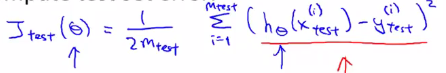 J_test(θ) = 1/(2m_test) Σ_{i=1}^{m_test} (h_θ(x_test^(i)) - y_test^(i))^2